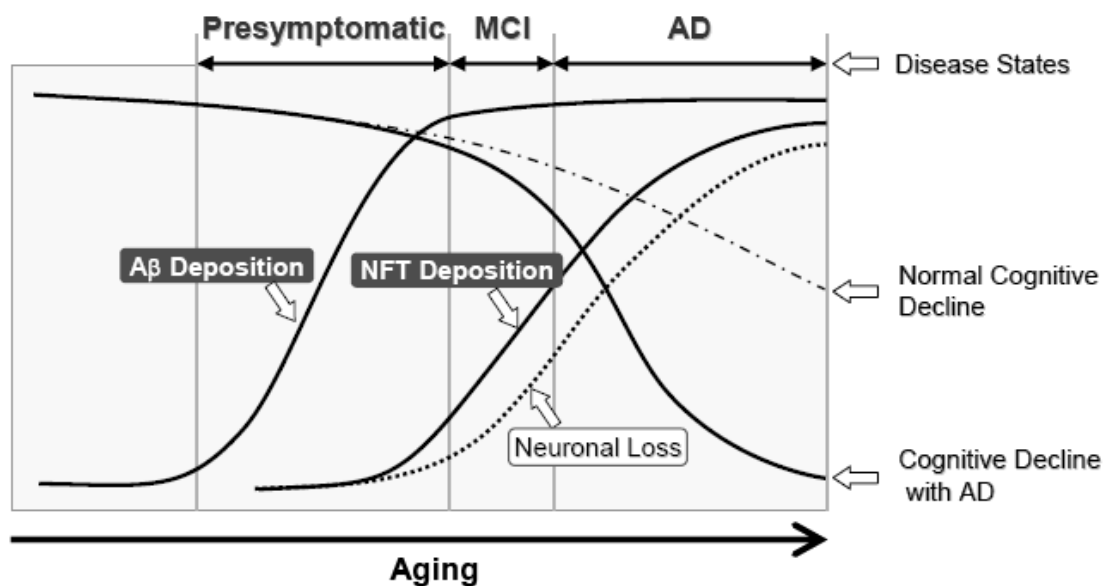 Presymptomatic MCI AD
Disease States
Aβ Deposition
NFT Deposition
Normal Cognitive
Decline
Neuronal Loss
Cognitive Decline
with AD
Aging